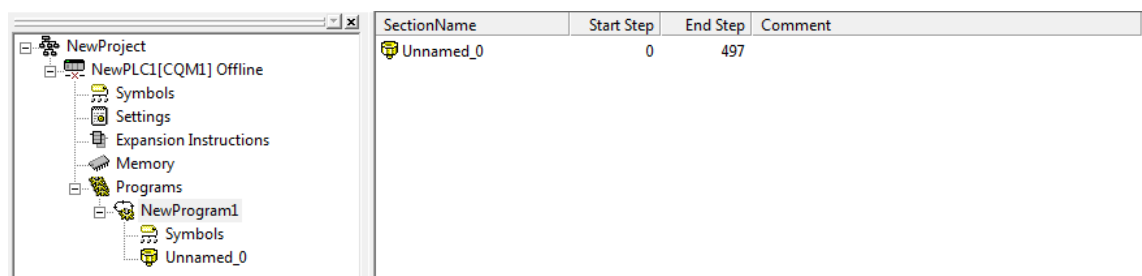 NewProject
NewPLC1[CQM1] Offline
Symbols
Settings
Expansion Instructions
Memory
Programs
NewProgram1
Symbols
Unnamed_0
SectionName Start Step End Step Comment
Unnamed_0 0 497